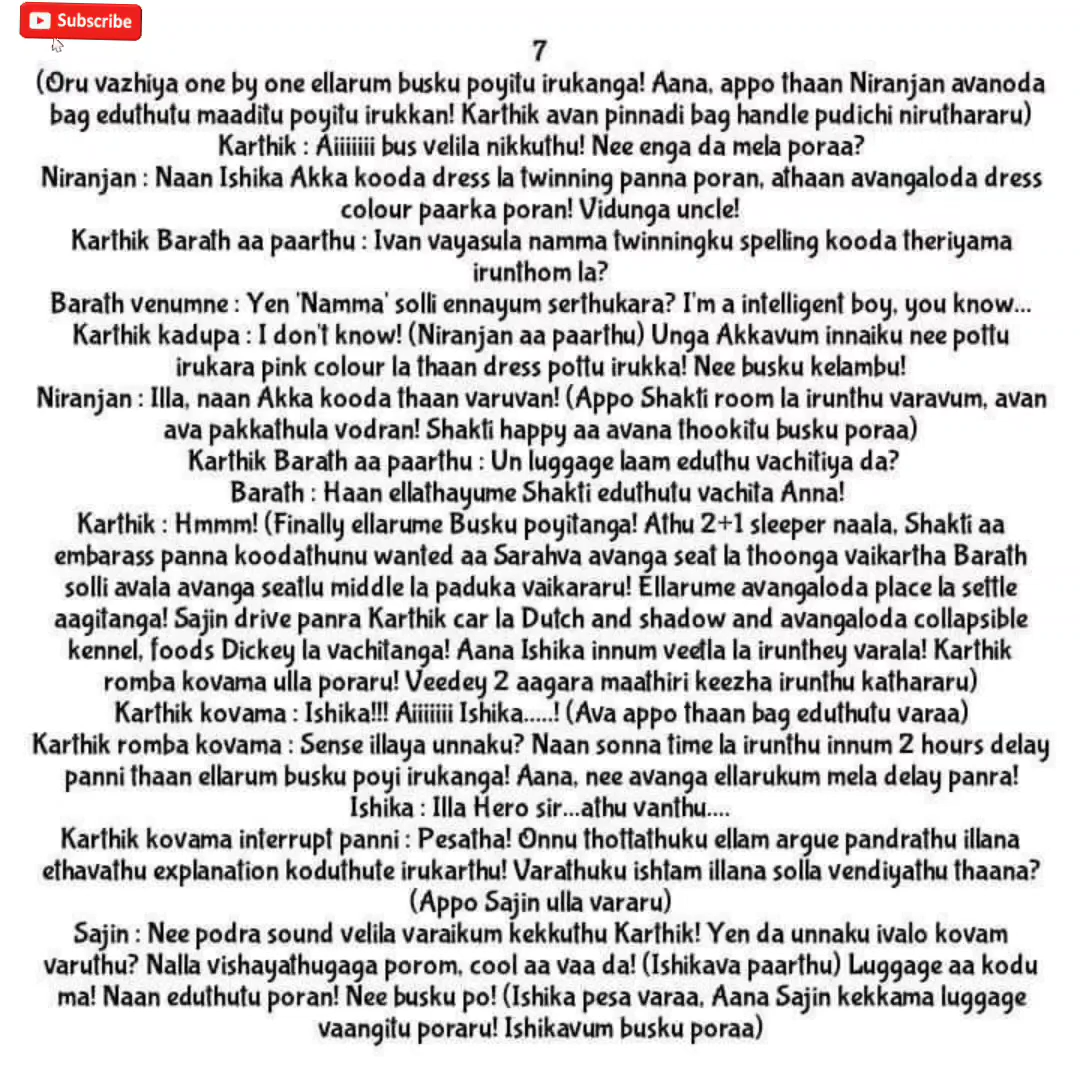 Subscribe
7
(Oru vazhiya one by one ellarum busku poyitu irukanga! Aana, appo thaan Niranjan avanoda
bag eduthutu maaditu poyitu irukkan! Karthik avan pinnadi bag handle pudichi niruthararu)
Karthik : Aiiiiiii bus velila nikkuthu! Nee enga da mela poraa?
Niranjan : Naan Ishika Akka kooda dress la twinning panna poran, athaan avangaloda dress
colour paarka poran! Vidunga uncle!
Karthik Barath aa paarthu : Ivan vayasula namma twinningku spelling kooda theriyama
irunthom la?
Barath venumne : Yen 'Namma' solli ennayum serthukara? I'm a intelligent boy, you know...
Karthik kadupa : I don't know! (Niranjan aa paarthu) Unga Akkavum innaiku nee pottu
irukara pink colour la thaan dress pottu irukka! Nee busku kelambu!
Niranjan : Illa, naan Akka kooda thaan varuvan! (Appo Shakti room la irunthu varavum, avan
ava pakkathula vodran! Shakti happy aa avana thookitu busku poraa)
Karthik Barath aa paarthu : Un luggage laam eduthu vachitiya da?
Barath : Haan ellathayume Shakti eduthutu vachita Anna!
Karthik : Hmmm! (Finally ellarume Busku poyitanga! Athu 2+1 sleeper naala, Shakti aa
embarass panna koodathunu wanted aa Sarahva avanga seat la thoonga vaikartha Barath
solli avala avanga seatlu middle la paduka vaikararu! Ellarume avangaloda place la settle
aagitanga! Sajin drive panra Karthik car la Dutch and shadow and avangaloda collapsible
kennel, foods Dickey la vachitanga! Aana Ishika innum veetla la irunthey varala! Karthik
romba kovama ulla poraru! Veedey 2 aagara maathiri keezha irunthu kathararu)
Karthik kovama : Ishika!!! Aiiiiiii Ishika.....! (Ava appo thaan bag eduthutu varaa)
Karthik romba kovama : Sense illaya unnaku? Naan sonna time la irunthu innum 2 hours delay
panni thaan ellarum busku poyi irukanga! Aana, nee avanga ellarukum mela delay panra!
Ishika : Illa Hero sir...athu vanthu....
Karthik kovama interrupt panni : Pesatha! Onnu thottathuku ellam argue pandrathu illana
ethavathu explanation koduthute irukarthu! Varathuku ishtam illana solla vendiyathu thaana?
(Appo Sajin ulla vararu)
Sajin : Nee podra sound velila varaikum kekkuthu Karthik! Yen da unnaku ivalo kovam
varuthu? Nalla vishayathugaga porom, cool aa vaa da! (Ishikava paarthu) Luggage aa kodu
ma! Naan eduthutu poran! Nee busku po! (Ishika pesa varaa, Aana Sajin kekkama luggage
vaangitu poraru! Ishikavum busku poraa)